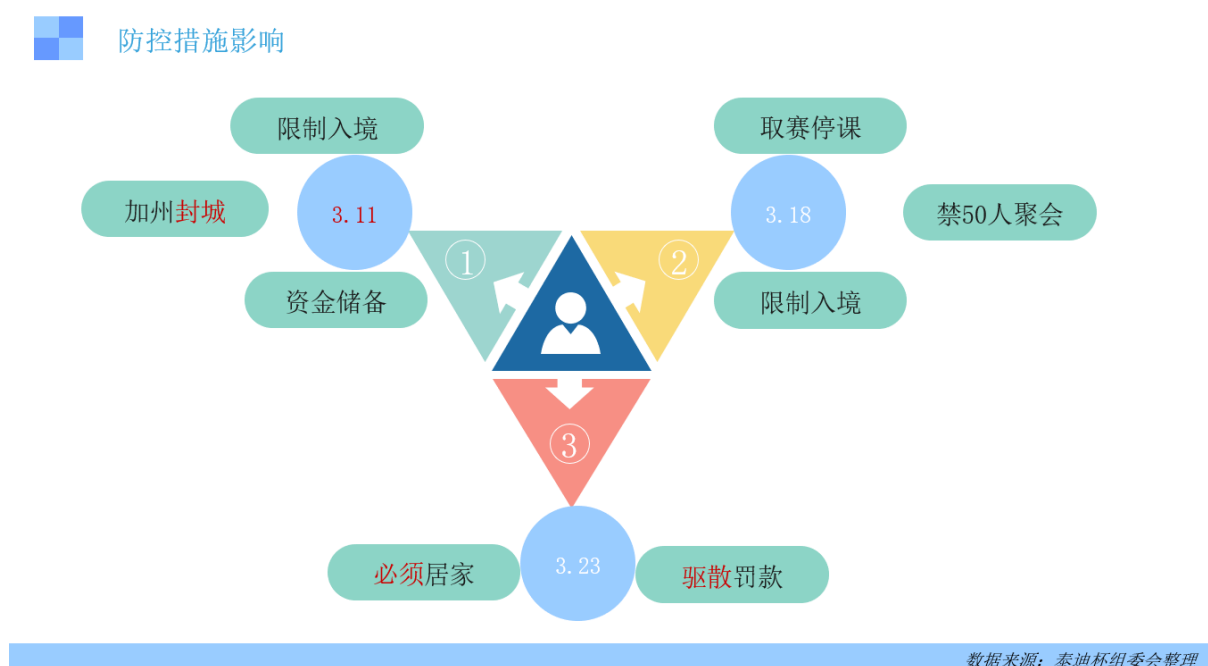 防控措施影响
限制入境
加州封城
3.11
资金储备
①
取赛停课
3.18
禁50人聚会
限制入境
②
③
必须居家
3.23
驱散罚款
数据来源：泰迪杯组委会整理